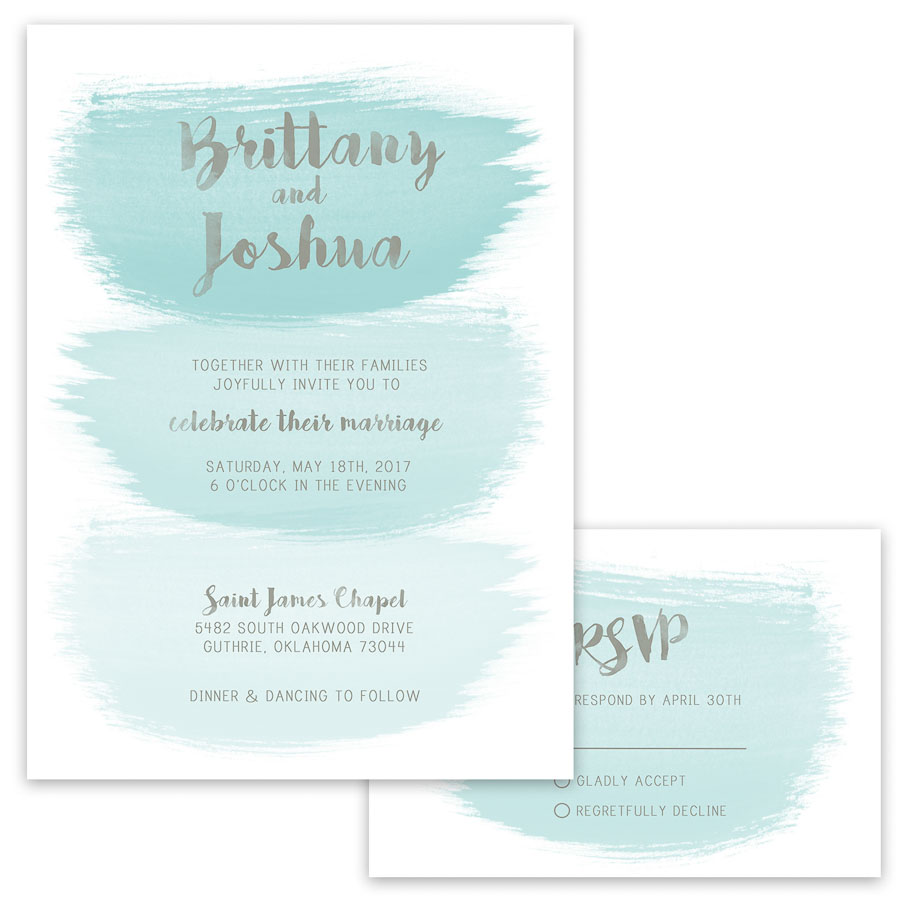 Brittany
and
Joshua
TOGETHER WITH THEIR FAMILIES
JOYFULLY INVITE YOU TO
celebrate their marriage
SATURDAY, MAY 18TH, 2017
6 O'CLOCK IN THE EVENING
Saint James Chapel
5482 SOUTH OAKWOOD DRIVE
GUTHRIE, OKLAHOMA 73044
DINNER & DANCING TO FOLLOW
RSVP
RESPOND BY APRIL 30TH
GLADLY ACCEPT
REGRETFULLY DECLINE